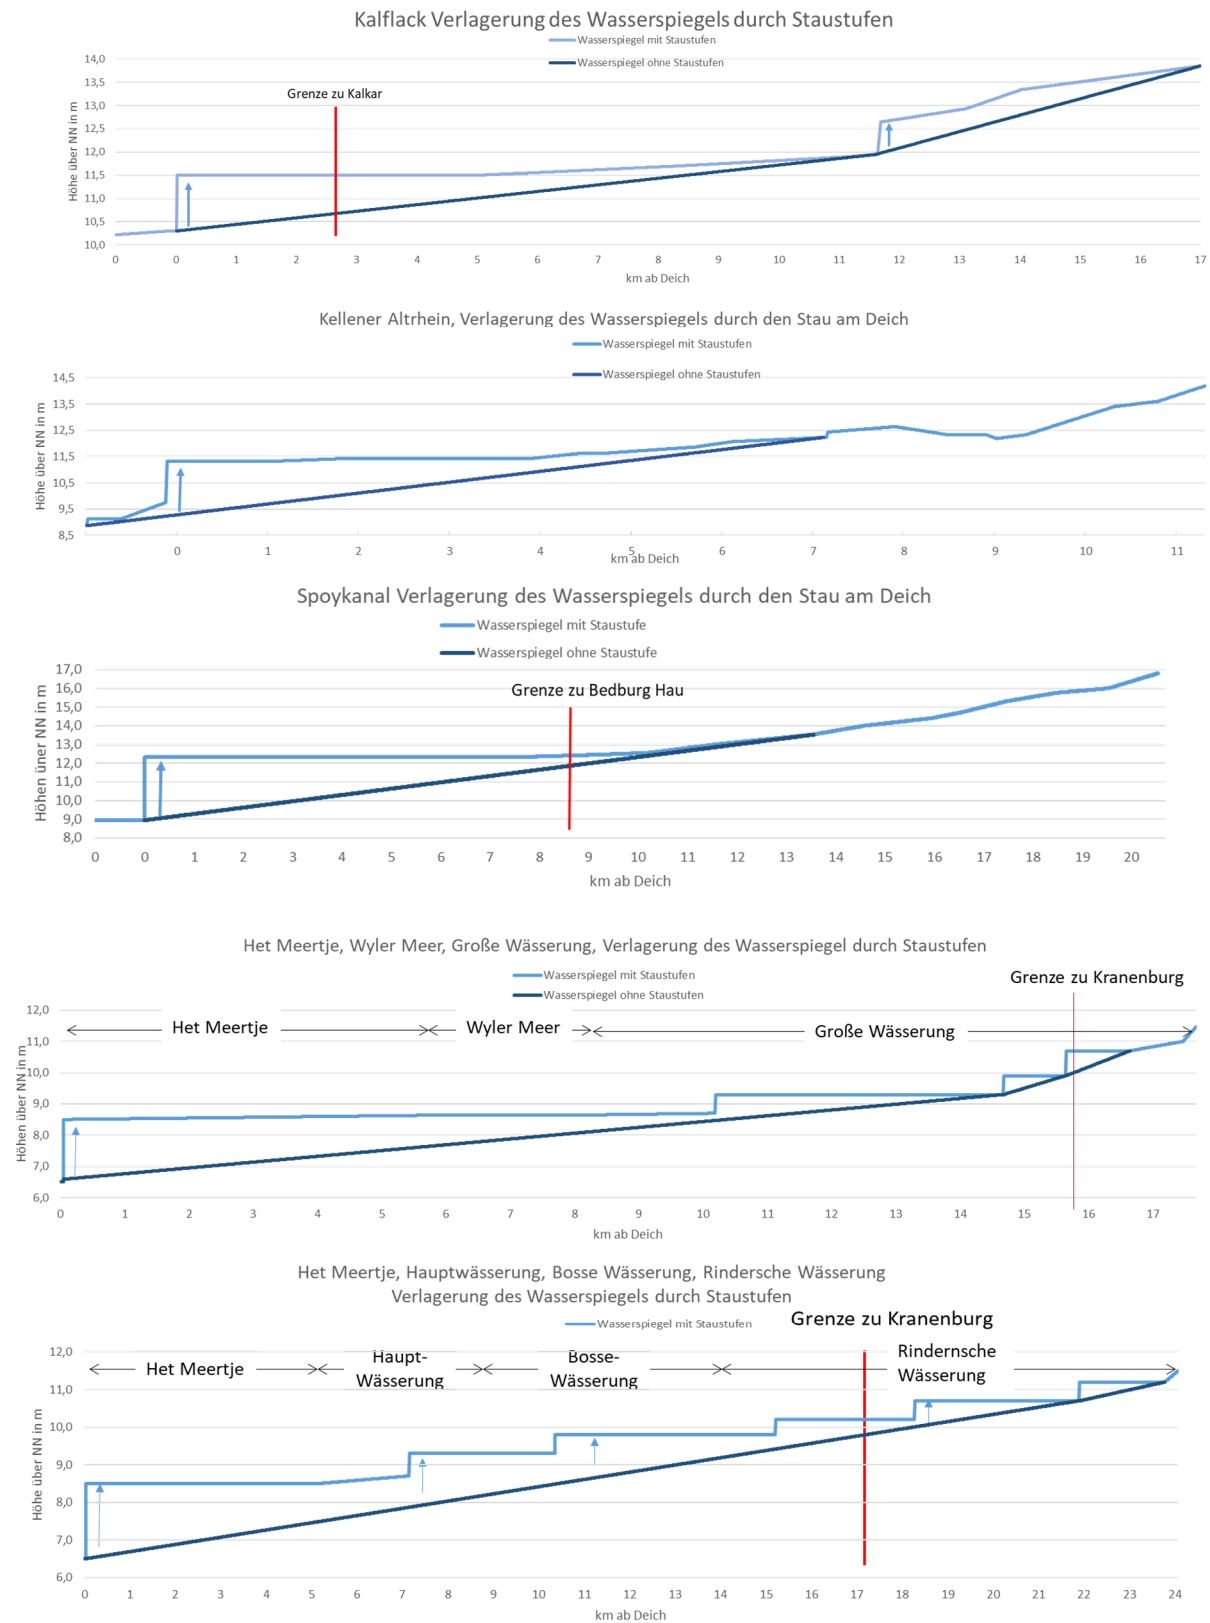 Kalflack Verlagerung des Wasserspiegels durch Staustufen
Wasserspiegel mit Staustufen
Wasserspiegel ohne Staustufen
Grenze zu Kalkar
Höhe über NN in m
14,0
13,5
13,0
12,5
12,0
11,5
11,0
10,5
10,0
0 0 1 2 3 4 5 6 7 8 9 10 11 12 13 14 15 16 17
km ab Deich
Kellener Altrhein, Verlagerung des Wasserspiegels durch den Stau am Deich
Wasserspiegel mit Staustufen
Wasserspiegel ohne Staustufen
Höhe über NN in m
14,5
13,5
12,5
11,5
10,5
9,5
8,5
0 1 2 3 4 5 6 7 8 9 10 11
km ab Deich
Spoykanal Verlagerung des Wasserspiegels durch den Stau am Deich
Wasserspiegel mit Staustufe
Wasserspiegel ohne Staustufe
Grenze zu Bedburg Hau
Höhen üner NN in m
17,0
16,0
15,0
14,0
13,0
12,0
11,0
10,0
9,0
8,0
0 0 1 2 3 4 5 6 7 8 9 10 11 12 13 15 16 17 18 19 20
km ab Deich
Het Meertje, Wyler Meer, Große Wässerung, Verlagerung des Wasserspiegel durch Staustufen
Wasserspiegel mit Staustufen
Wasserspiegel ohne Staustufen
Grenze zu Kranenburg
Het Meertje
Wyler Meer
Große Wässerung
Höhen über NN in m
12,0
11,0
10,0
9,0
8,0
7,0
6,0
0 1 2 3 4 5 6 7 8 9 10 11 12 13 14 15 16 17
km ab Deich
Het Meertje, Hauptwässerung, Bosse Wässerung, Rindersche Wässerung
Verlagerung des Wasserspiegels durch Staustufen
Wasserspiegel mit Staustufen
Grenze zu Kranenburg
Het Meertje
Haupt-
Wässerung
Bosse-
Wässerung
Rindernsche
Wässerung
Höhe über NN in m
12,0
11,0
10,0
9,0
8,0
7,0
6,0
0 1 2 3 4 5 6 7 8 9 10 11 12 13 14 15 16 17 18 19 20 21 22 23 24
km ab Deich